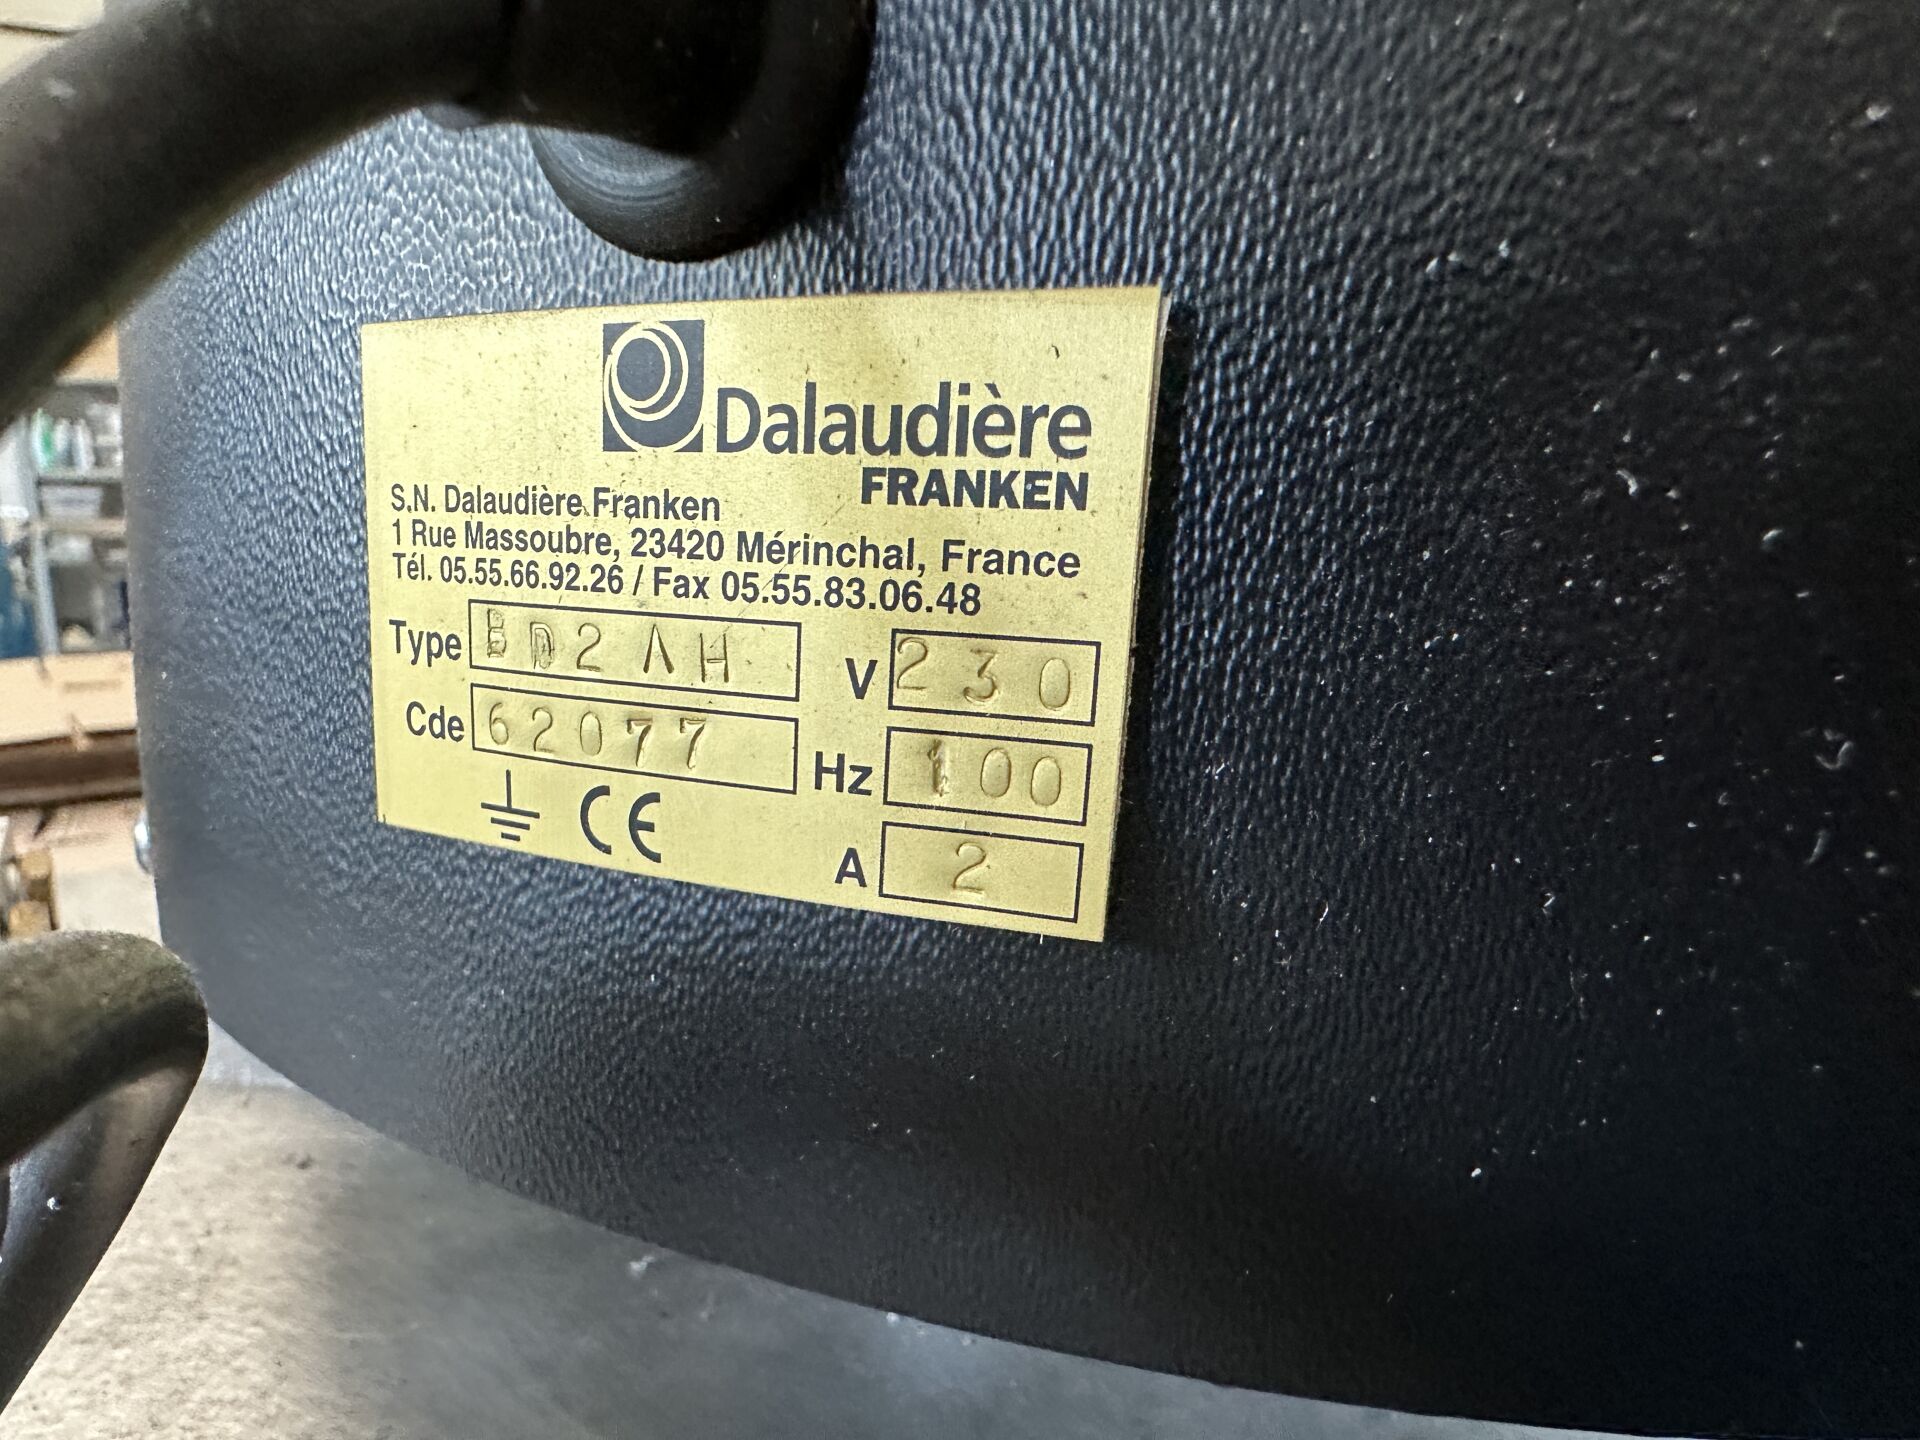 Dalaudière
FRANKEN
S.N. Dalaudière Franken
1 Rue Massoubre, 23420 Mérinchal, France
Tél. 05.55.66.92.26 / Fax 05.55.83.06.48
Type BD2AH
V 230
Cde 62077
Hz 100
CE
A 2